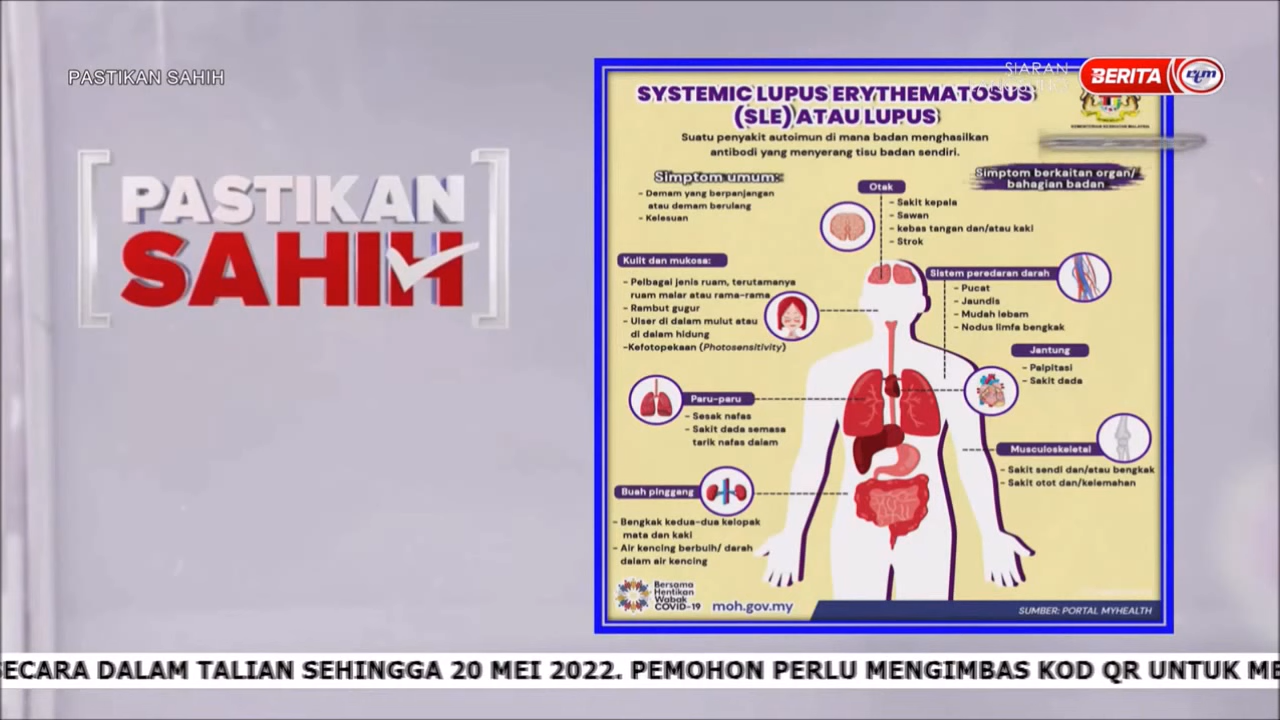 PASTIKAN SAHIH
SIARAN
BERITA rtm
PASTIKAN
SAHIH
SYSTEMIC LUPUS ERYTHEMATOSUS
(SLE) ATAU LUPUS
KEMENTERIAN KESIHATAN MALAYSIA
Suatu penyakit autoimun di mana badan menghasilkan
antibodi yang menyerang tisu badan sendiri.
Simptom umum:
- Demam yang berpanjangan
atau demam berulang
- Kelesuan
Simptom berkaitan organ/
bahagian badan
Otak
- Sakit kepala
- Sawan
- kebas tangan dan/atau kaki
- Strok
Kulit dan mukosa:
- Pelbagai jenis ruam, terutamanya
ruam malar atau rama-rama
- Rambut gugur
- Ulser di dalam mulut atau
di dalam hidung
-Kefotopekaan (Photosensitivity)
Sistem peredaran darah
- Pucat
- Jaundis
- Mudah lebam
- Nodus limfa bengkak
Jantung
- Palpitasi
- Sakit dada
Paru-paru
- Sesak nafas
- Sakit dada semasa
tarik nafas dalam
Musculoskeletal
- Sakit sendi dan/atau bengkak
- Sakit otot dan/kelemahan
Buah pinggang
- Bengkak kedua-dua kelopak
mata dan kaki
- Air kencing berbuih/ darah
dalam air kencing
Bersama
Hentikan
Wabak
COVID-19
moh.gov.my
SUMBER: PORTAL MYHEALTH
SECARA DALAM TALIAN SEHINGGA 20 MEI 2022. PEMOHON PERLU MENGIMBAS KOD QR UNTUK ME